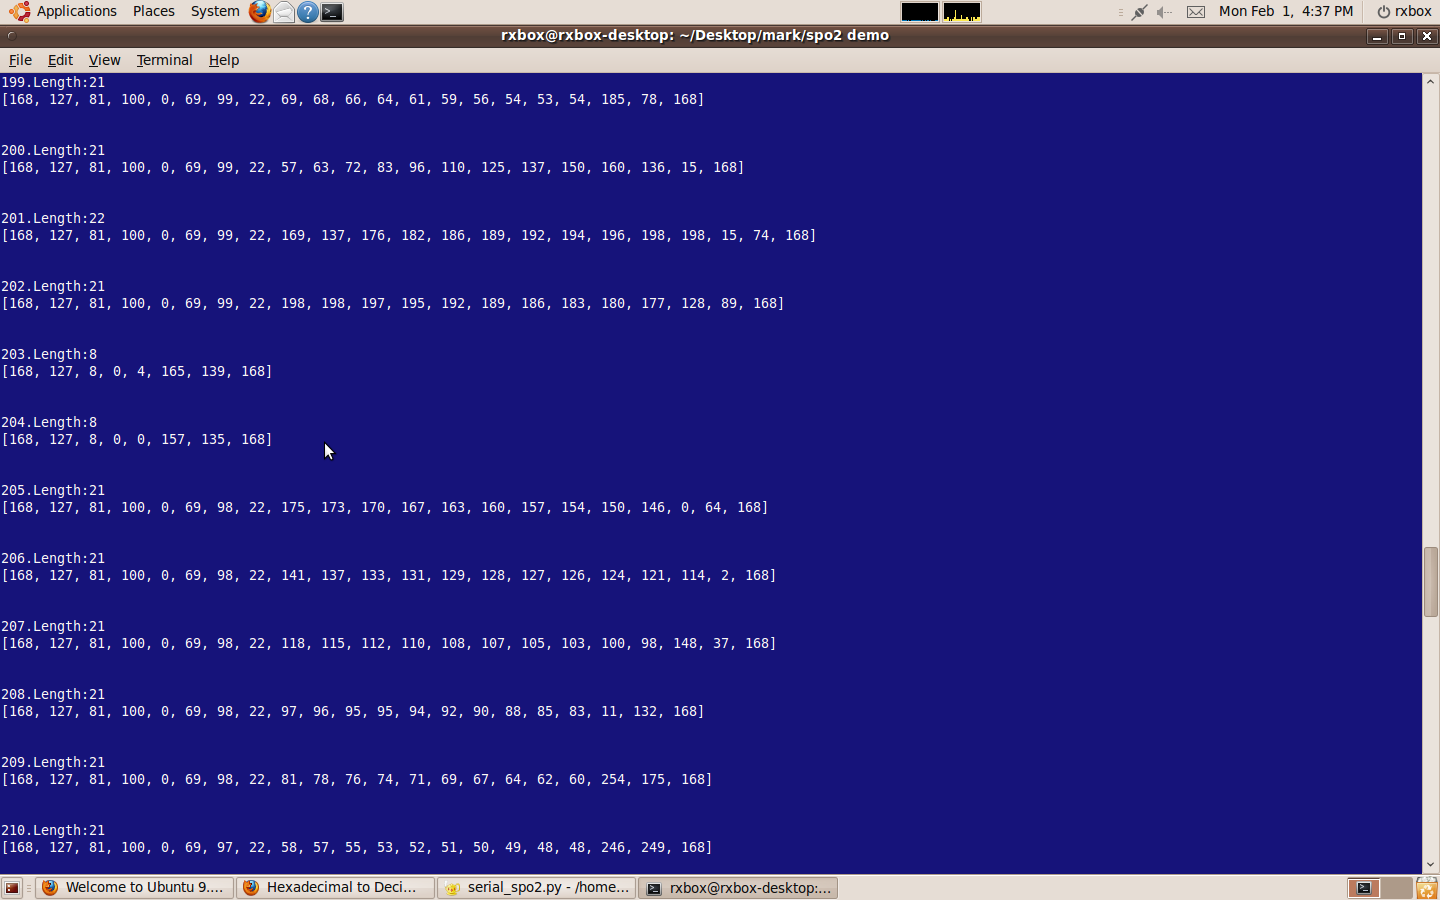 Applications Places System
Mon Feb 1, 4:37 PM rxbox
rxbox@rxbox-desktop: ~/Desktop/mark/spo2 demo
File Edit View Terminal Help
199.Length:21
[168, 127, 81, 100, 0, 69, 99, 22, 69, 68, 66, 64, 61, 59, 56, 54, 53, 54, 185, 78, 168]
200.Length:21
[168, 127, 81, 100, 0, 69, 99, 22, 57, 63, 72, 83, 96, 110, 125, 137, 150, 160, 136, 15, 168]
201.Length:22
[168, 127, 81, 100, 0, 69, 99, 22, 169, 137, 176, 182, 186, 189, 192, 194, 196, 198, 198, 15, 74, 168]
202.Length:21
[168, 127, 81, 100, 0, 69, 99, 22, 198, 198, 197, 195, 192, 189, 186, 183, 180, 177, 128, 89, 168]
203.Length:8
[168, 127, 8, 0, 4, 165, 139, 168]
204.Length:8
[168, 127, 8, 0, 0, 157, 135, 168]
205.Length:21
[168, 127, 81, 100, 0, 69, 98, 22, 175, 173, 170, 167, 163, 160, 157, 154, 150, 146, 0, 64, 168]
206.Length:21
[168, 127, 81, 100, 0, 69, 98, 22, 141, 137, 133, 131, 129, 128, 127, 126, 124, 121, 114, 2, 168]
207.Length:21
[168, 127, 81, 100, 0, 69, 98, 22, 118, 115, 112, 110, 108, 107, 105, 103, 100, 98, 148, 37, 168]
208.Length:21
[168, 127, 81, 100, 0, 69, 98, 22, 97, 96, 95, 95, 94, 92, 90, 88, 85, 83, 11, 132, 168]
209.Length:21
[168, 127, 81, 100, 0, 69, 98, 22, 81, 78, 76, 74, 71, 69, 67, 64, 62, 60, 254, 175, 168]
210.Length:21
[168, 127, 81, 100, 0, 69, 97, 22, 58, 57, 55, 53, 52, 51, 50, 49, 48, 48, 246, 249, 168]
Welcome to Ubuntu 9.... Hexadecimal to Deci... serial_spo2.py - /home... rxbox@rxbox-desktop:...